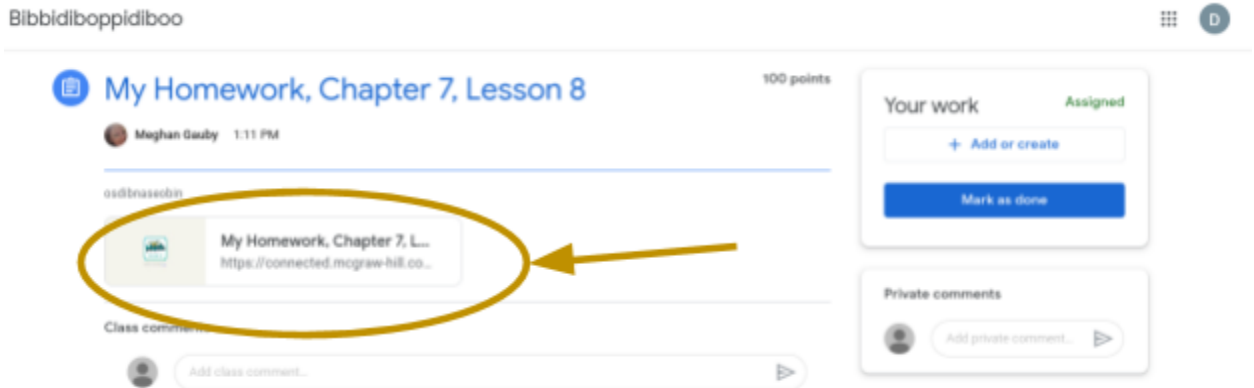 Bibbidiboppidiboo
D
My Homework, Chapter 7, Lesson 8
100 points
Meghan Gauby 1:11 PM
osdibnaseobin
My Homework, Chapter 7, L...
https://connected.mcgraw-hill.co...
Class comments
Add class comment...
Your work
Assigned
+ Add or create
Mark as done
Private comments
Add private comment...